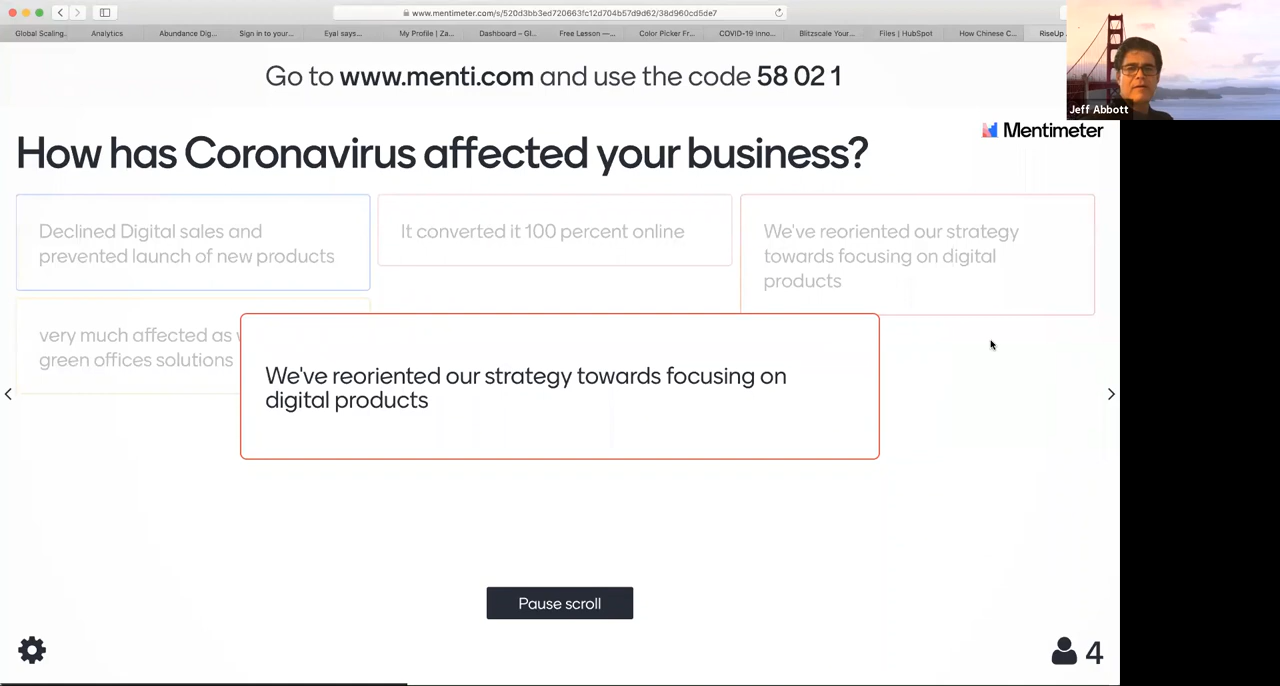 www.mentimeter.com/s/520d3bb3ed720663fc12d704b57d9d62/38d960cd5de7
Global Scaling..
Analytics
Abundance Dig...
Sign in to your...
Eyal says...
My Profile | Za...
Dashboard – Gl...
Free Lesson —...
Color Picker Fr...
COVID-19 Inno...
Blitzscale Your...
Files | HubSpot
How Chinese C...
RiseUp
Jeff Abbott
Go to www.menti.com and use the code 58 02 1
Mentimeter
How has Coronavirus affected your business?
Declined Digital sales and
prevented launch of new products
It converted it 100 percent online
We've reoriented our strategy
towards focusing on digital
products
very much affected as
green offices solutions
We've reoriented our strategy towards focusing on
digital products
Pause scroll
4